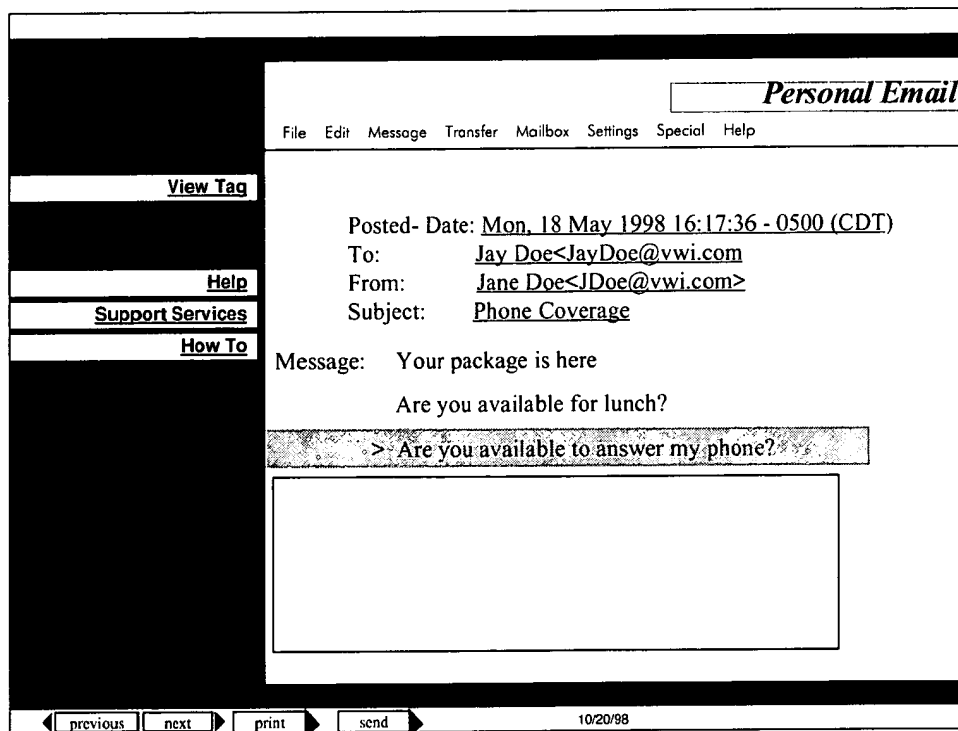 Personal Email
File Edit Message Transfer Mailbox Settings Special Help
View Tag
Help
Support Services
How To
Posted- Date: Mon, 18 May 1998 16:17:36 - 0500 (CDT)
To: Jay Doe<JayDoe@vwi.com
From: Jane Doe<JDoe@vwi.com>
Subject: Phone Coverage
Message: Your package is here
Are you available for lunch?
> Are you available to answer my phone?
previous next print send 10/20/98